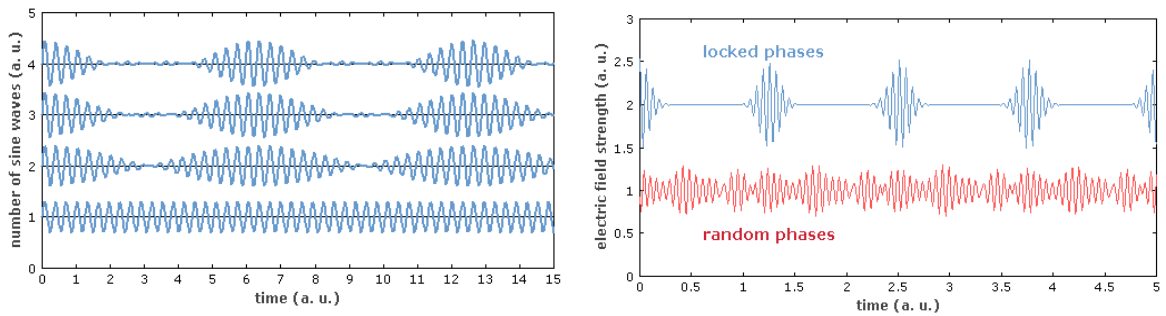 number of sine waves (a. u.)
5
4
3
2
1
0
0 1 2 3 4 5 6 7 8 9 10 11 12 13 14 15
time (a. u.)
electric field strength (a. u.)
3
2.5
2
1.5
1
0.5
0
locked phases
random phases
0 0.5 1 1.5 2 2.5 3 3.5 4 4.5 5
time (a. u.)